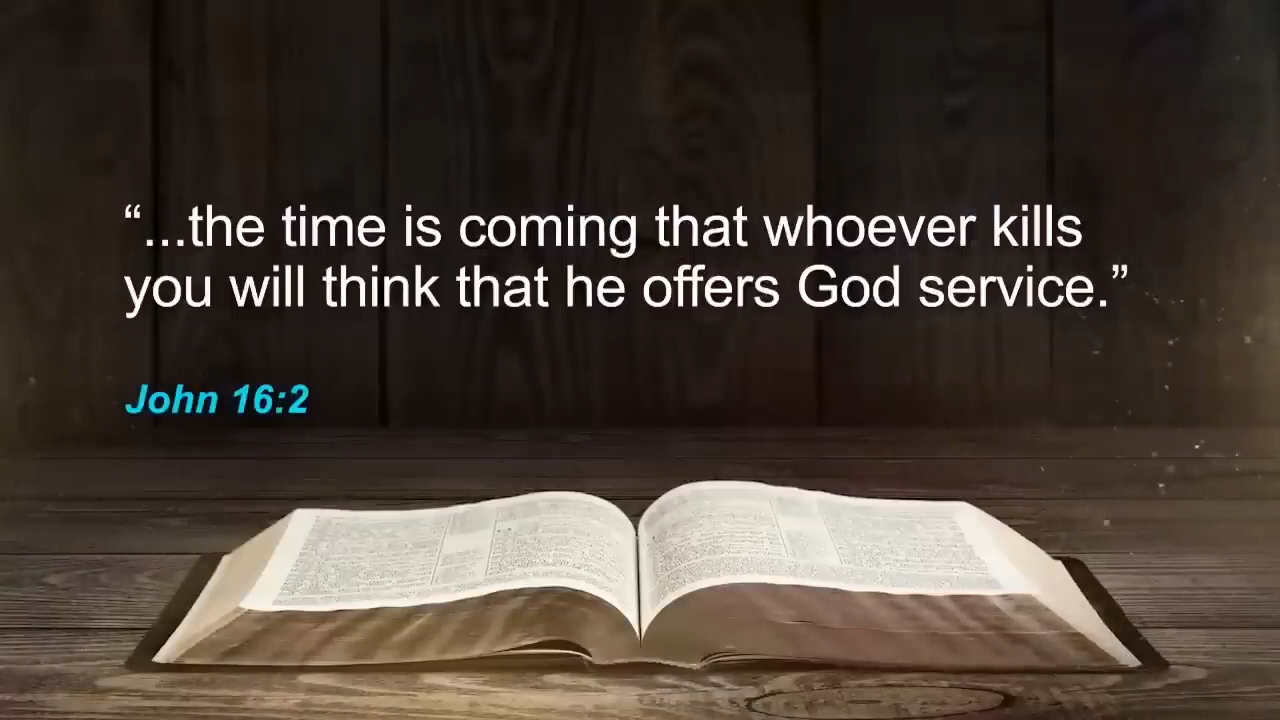 “...the time is coming that whoever kills
you will think that he offers God service.”
John 16:2